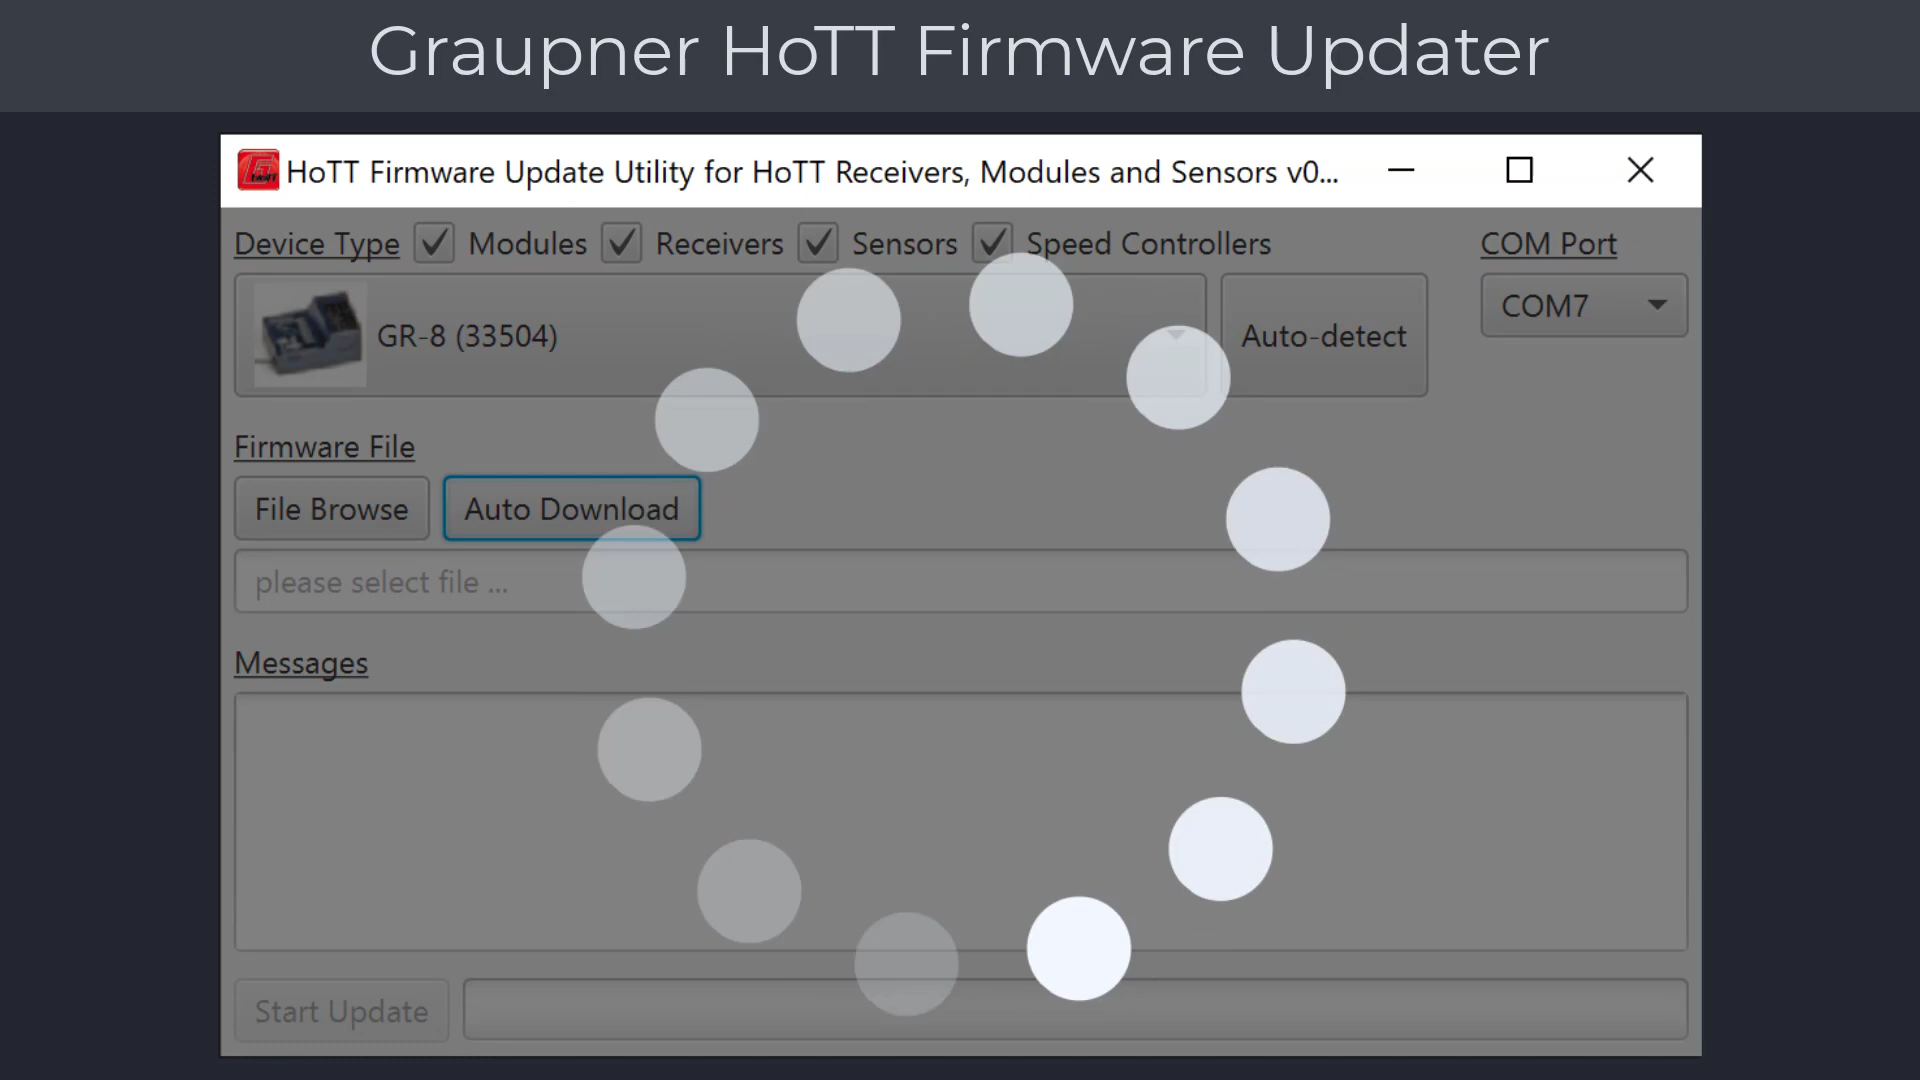 Graupner HoTT Firmware Updater
HoTT Firmware Update Utility for HoTT Receivers, Modules and Sensors v0...
Device Type Modules Receivers Sensors Speed Controllers COM Port
GR-8 (33504) Auto-detect COM7
Firmware File
File Browse Auto Download
please select file ...
Messages
Start Update